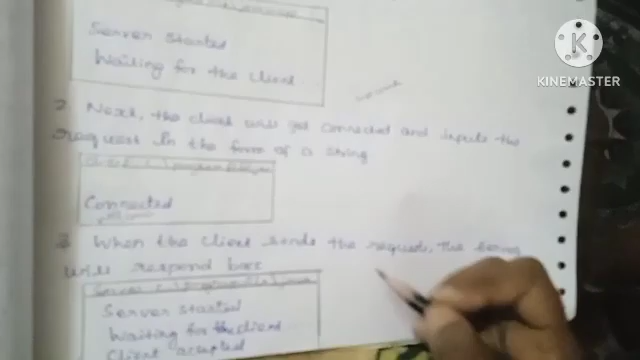 Server started
Waiting for the client
KINEMASTER
2. Next, the client will get connected and inputs the
request in the form of a string
Connected
3. When the client sends the request, the server
will respond back
Server started
Waiting for the client
Client accepted